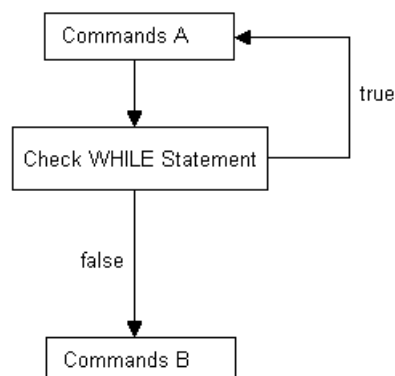 Commands A
true
Check WHILE Statement
false
Commands B